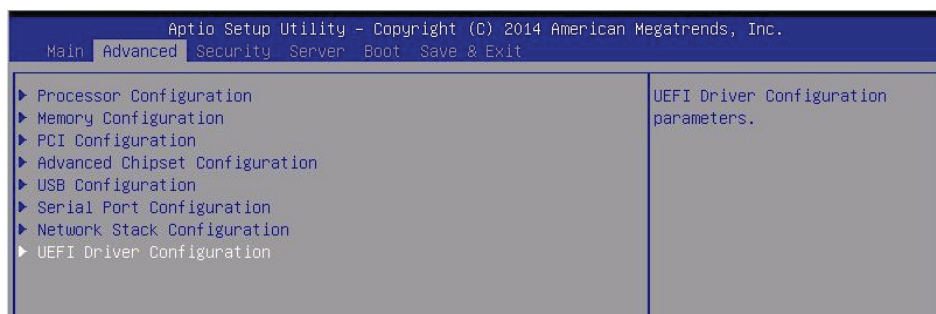 Aptio Setup Utility – Copyright (C) 2014 American Megatrends, Inc.
Main Advanced Security Server Boot Save & Exit
Processor Configuration
Memory Configuration
PCI Configuration
Advanced Chipset Configuration
USB Configuration
Serial Port Configuration
Network Stack Configuration
UEFI Driver Configuration
UEFI Driver Configuration
parameters.